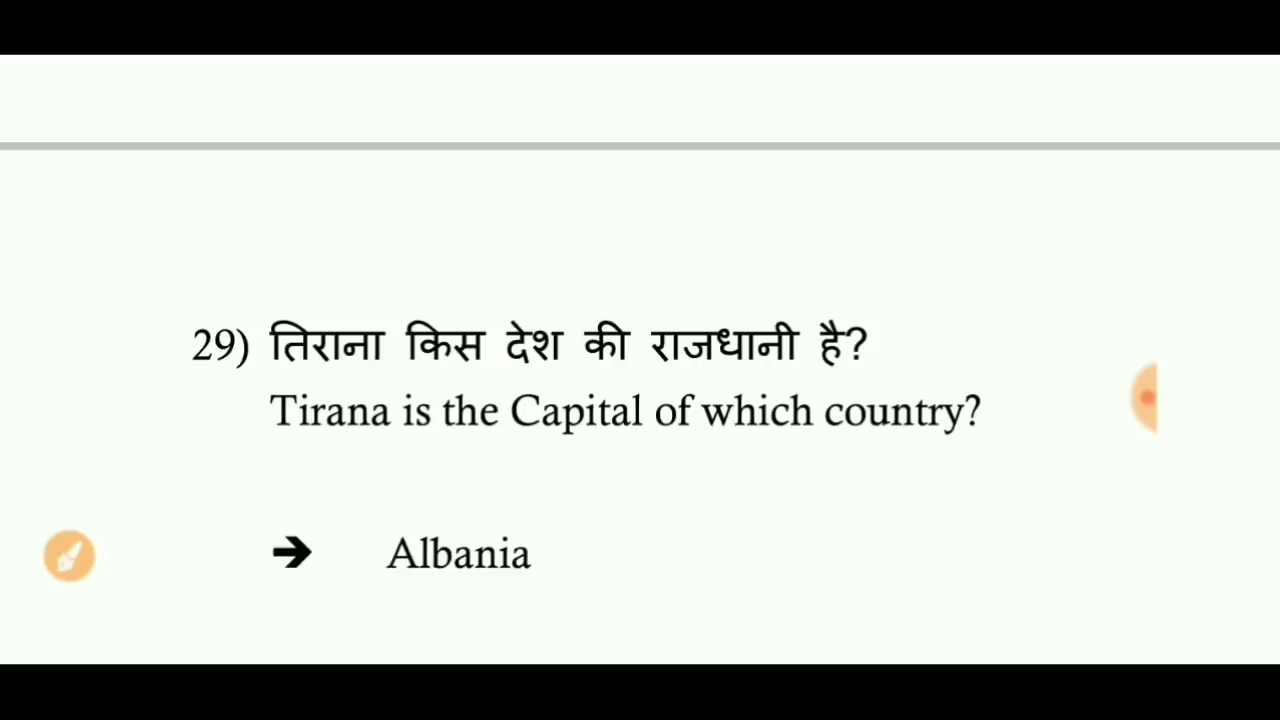 29) तिराना किस देश की राजधानी है?
Tirana is the Capital of which country?
➔ Albania